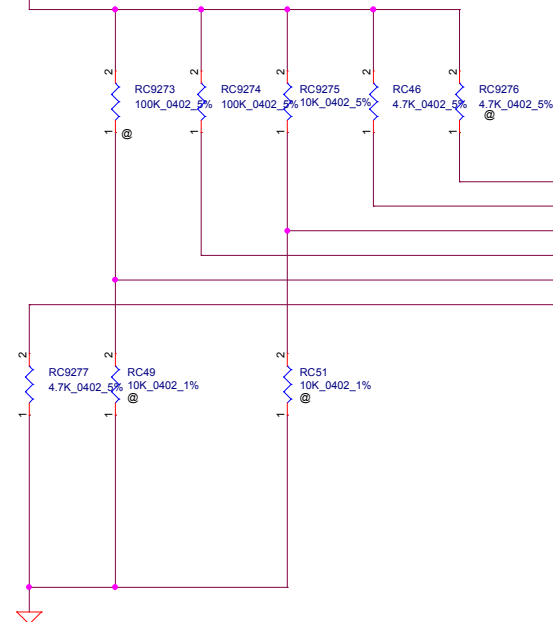 2 2 2 2 2
RC9273 RC9274 RC9275 RC46 RC9276
100K_0402_5% 100K_0402_5% 10K_0402_5% 4.7K_0402_5% 4.7K_0402_5%
@
1 1 1 1 1
@
2 2 2
RC9277 RC49 RC51
4.7K_0402_5% 10K_0402_1% 10K_0402_1%
@ @
1 1 1